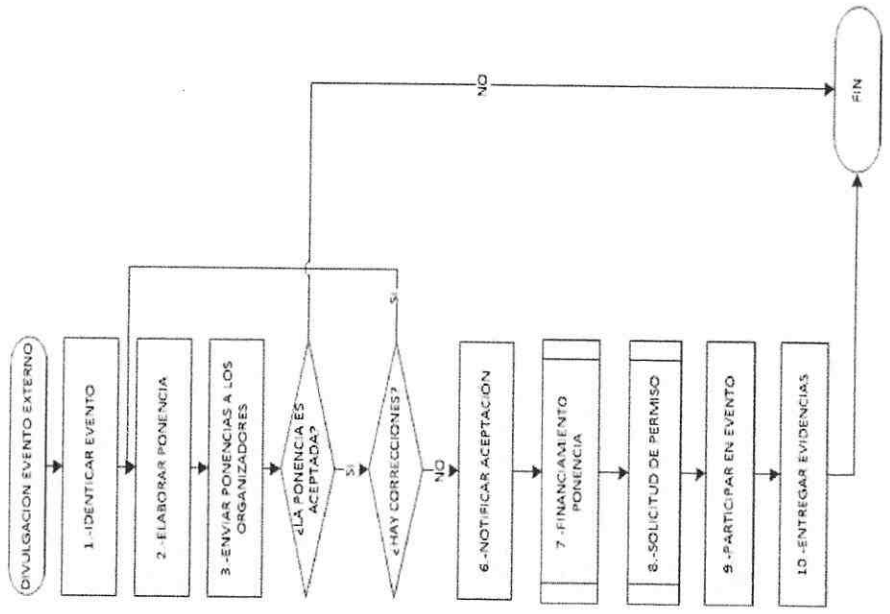 DIVULGACION EVENTO EXTERNO
1.-IDENTICAR EVENTO
2.-ELABORAR PONENCIA
3.-ENVIAR PONENCIAS A LOS
ORGANIZADORES
¿LA PONENCIA ES
ACEPTADA?
SI
NO
¿HAY CORRECCIONES?
SI
NO
6.-NOTIFICAR ACEPTACION
7.-FINANCIAMIENTO
PONENCIA
8.-SOLICITUD DE PERMISO
9.-PARTICIPAR EN EVENTO
10.-ENTREGAR EVIDENCIAS
FIN